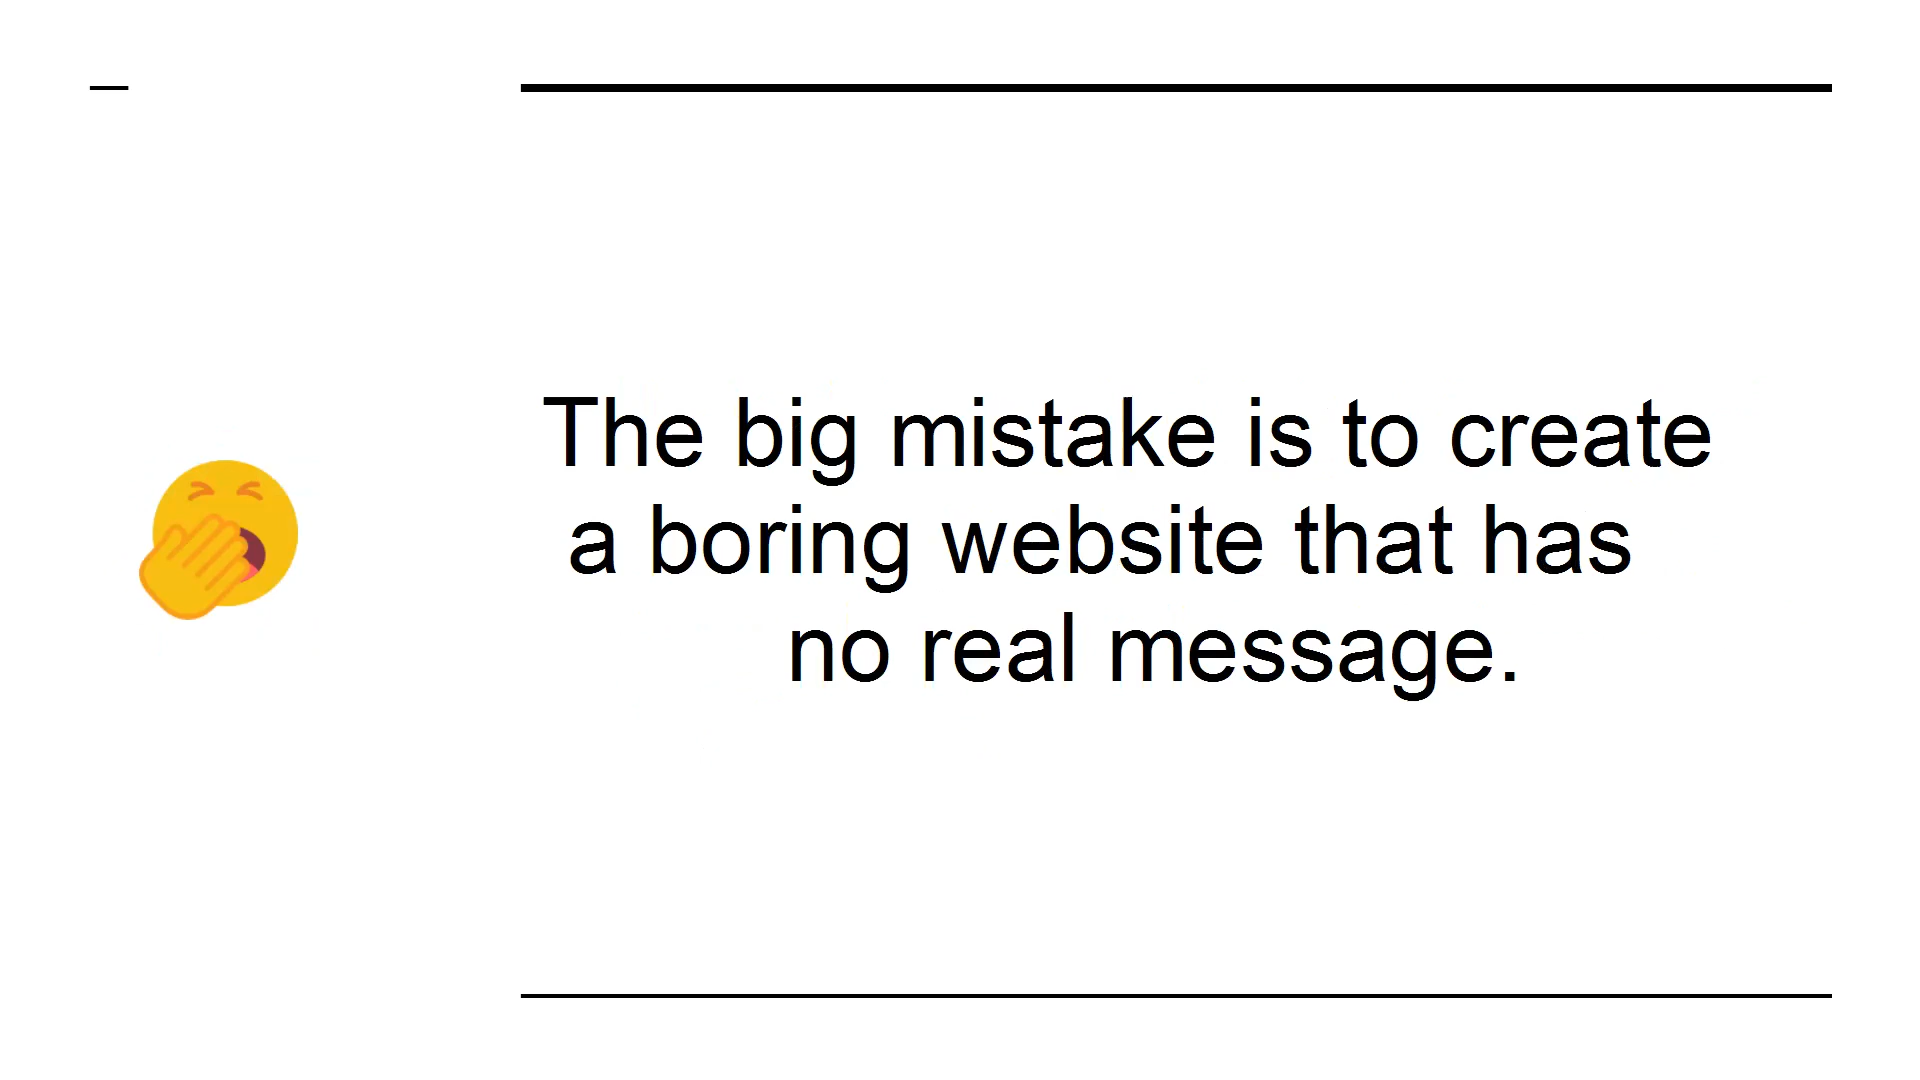 The big mistake is to create
a boring website that has
no real message.